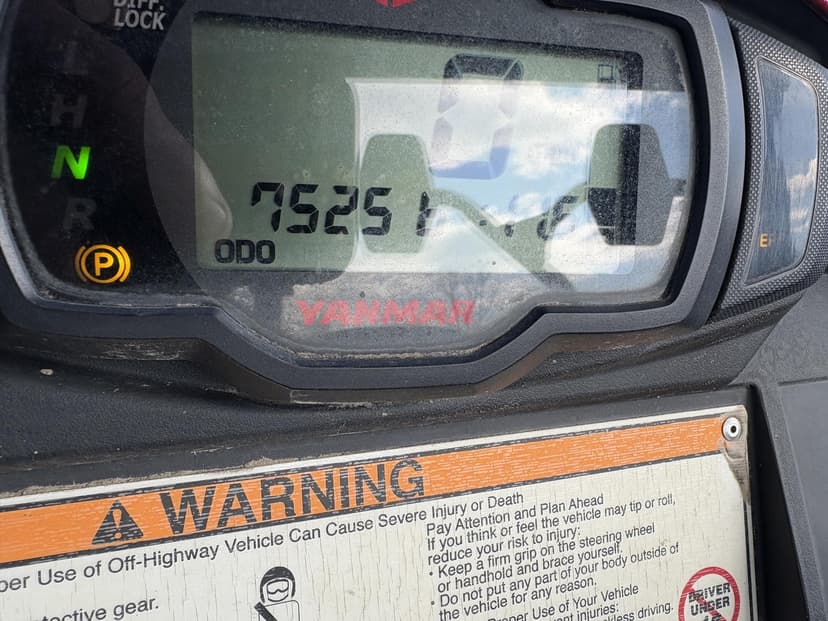 DIFF.
LOCK
L
H
N
R
P
0
75251
ODO
YANMAR
E
WARNING
per Use of Off-Highway Vehicle Can Cause Severe Injury or Death
Pay Attention and Plan Ahead
If you think or feel the vehicle may tip or roll,
reduce your risk to injury:
• Keep a firm grip on the steering wheel
or handhold and brace yourself.
• Do not put any part of your body outside of
the vehicle for any reason.
Proper Use of Your Vehicle
injuries:
driving.
tective gear.
DRIVER
UNDER